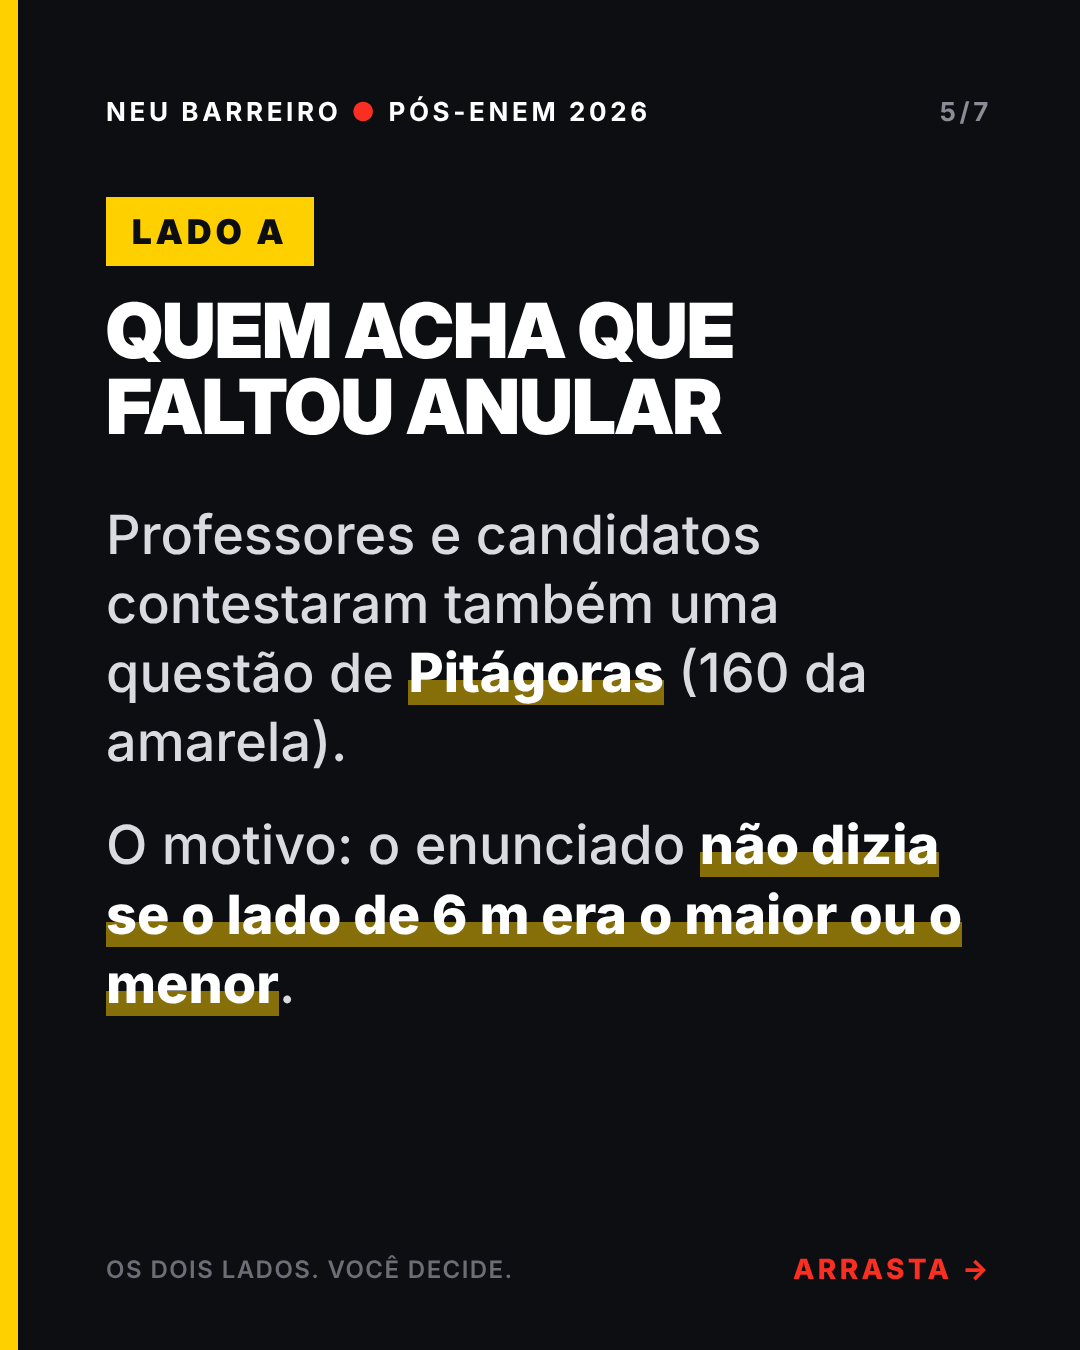 NEU BARREIRO ● PÓS-ENEM 2026
5/7
LADO A
QUEM ACHA QUE
FALTOU ANULAR
Professores e candidatos
contestaram também uma
questão de Pitágoras (160 da
amarela).
O motivo: o enunciado não dizia
se o lado de 6 m era o maior ou o
menor.
OS DOIS LADOS. VOCÊ DECIDE.
ARRASTA →